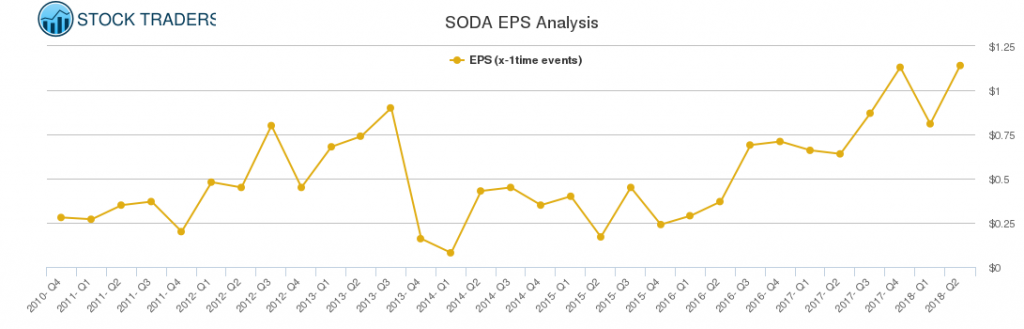 STOCK TRADERS
SODA EPS Analysis
EPS (x-1time events)
$1.25
$1
$0.75
$0.5
$0.25
$0
2010-Q4
2011-Q1
2011-Q2
2011-Q3
2011-Q4
2012-Q1
2012-Q2
2012-Q3
2012-Q4
2013-Q1
2013-Q2
2013-Q3
2013-Q4
2014-Q1
2014-Q2
2014-Q3
2014-Q4
2015-Q1
2015-Q2
2015-Q3
2015-Q4
2016-Q1
2016-Q2
2016-Q3
2016-Q4
2017-Q1
2017-Q2
2017-Q3
2017-Q4
2018-Q1
2018-Q2